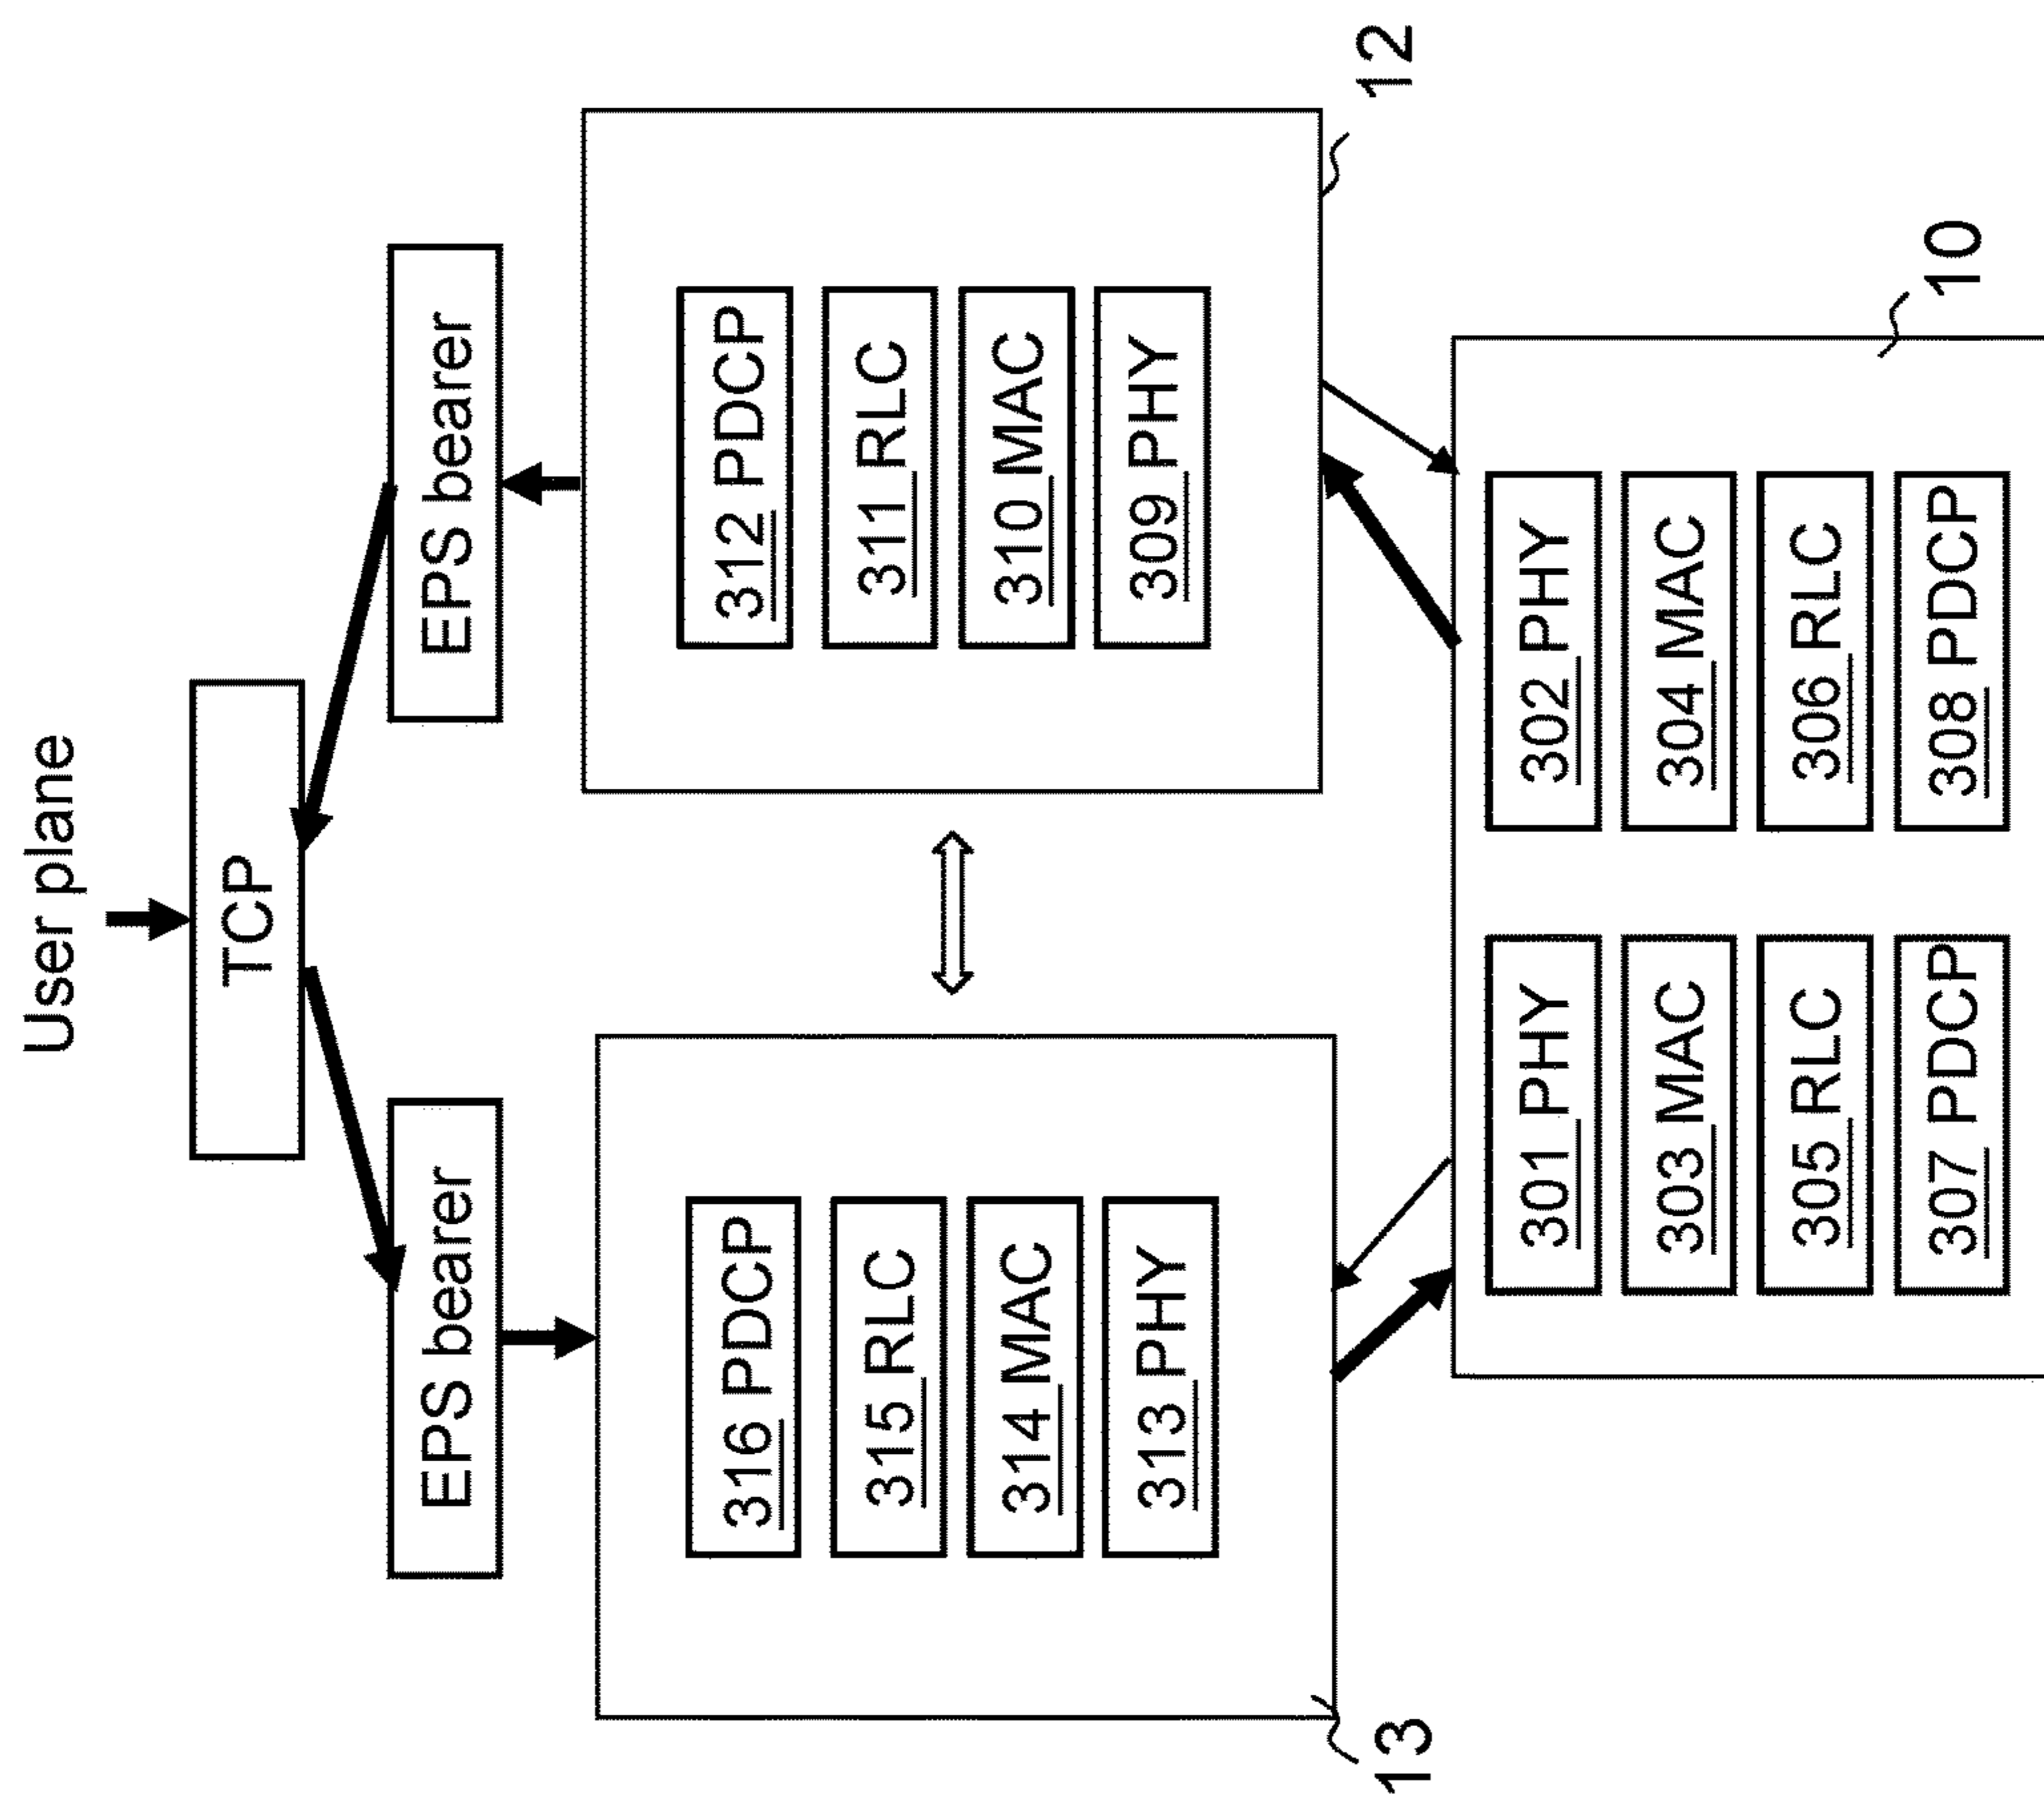 User plane
TCP
EPS bearer
EPS bearer
316 PDCP
315 RLC
314 MAC
313 PHY
13
312 PDCP
311 RLC
310 MAC
309 PHY
12
301 PHY
302 PHY
303 MAC
304 MAC
305 RLC
306 RLC
307 PDCP
308 PDCP
10